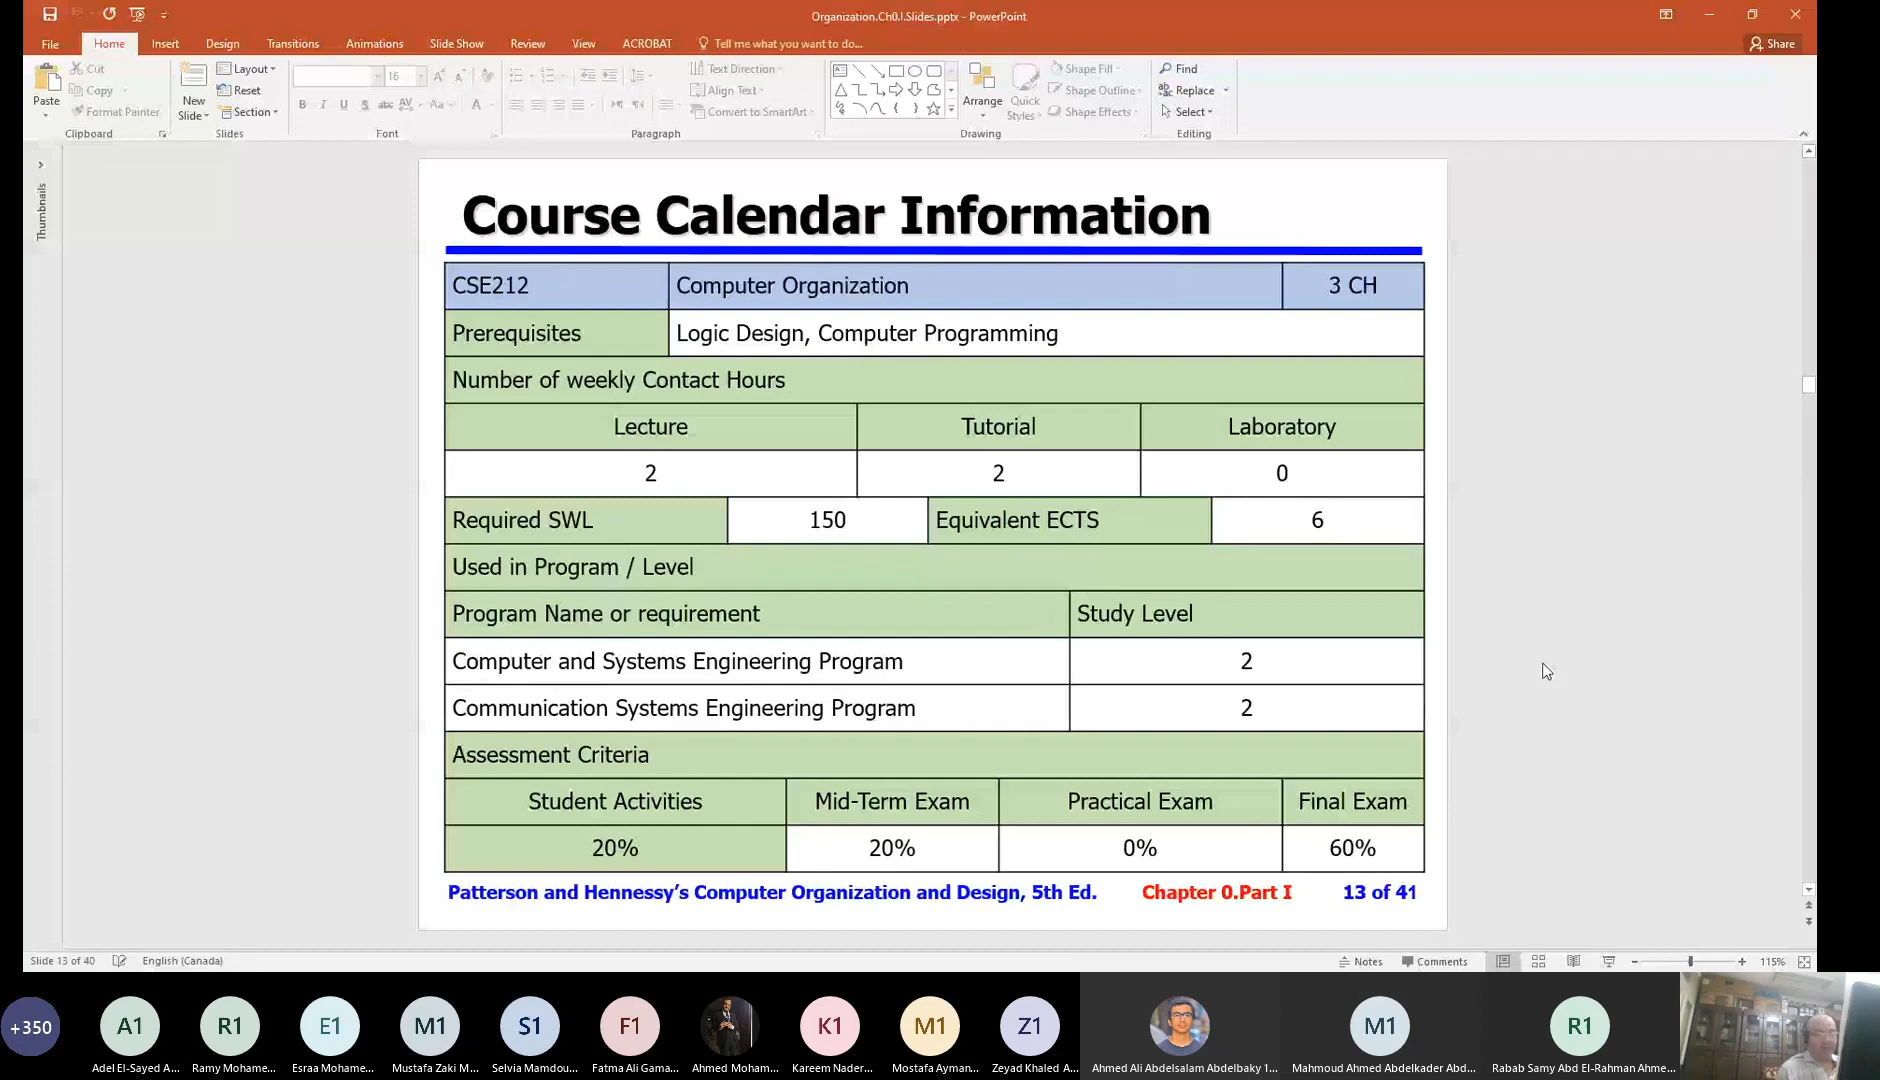 Organization.Ch0.I.Slides.pptx - PowerPoint
File Home Insert Design Transitions Animations Slide Show Review View ACROBAT Tell me what you want to do... Share
Paste Cut Copy Format Painter
Clipboard
New Slide Layout Reset Section
Slides
16
B I U S abc AV Aa A
Font
Text Direction Align Text Convert to SmartArt
Paragraph
Arrange Quick Styles Shape Fill Shape Outline Shape Effects
Drawing
Find Replace Select
Editing
Thumbnails
Course Calendar Information
CSE212 Computer Organization 3 CH
Prerequisites Logic Design, Computer Programming
Number of weekly Contact Hours
Lecture Tutorial Laboratory
2 2 0
Required SWL 150 Equivalent ECTS 6
Used in Program / Level
Program Name or requirement Study Level
Computer and Systems Engineering Program 2
Communication Systems Engineering Program 2
Assessment Criteria
Student Activities Mid-Term Exam Practical Exam Final Exam
20% 20% 0% 60%
Patterson and Hennessy’s Computer Organization and Design, 5th Ed. Chapter 0.Part I 13 of 41
Slide 13 of 40 English (Canada) Notes Comments 115%
+350 A1 R1 E1 M1 S1 F1 K1 M1 Z1 M1 R1
Adel El-Sayed A... Ramy Mohame... Esraa Mohame... Mustafa Zaki M... Selvia Mamdou... Fatma Ali Gama... Ahmed Moham... Kareem Nader... Mostafa Ayman... Zeyad Khaled A... Ahmed Ali Abdelsalam Abdelbaky 1... Mahmoud Ahmed Abdelkader Abd... Rabab Samy Abd El-Rahman Ahme...